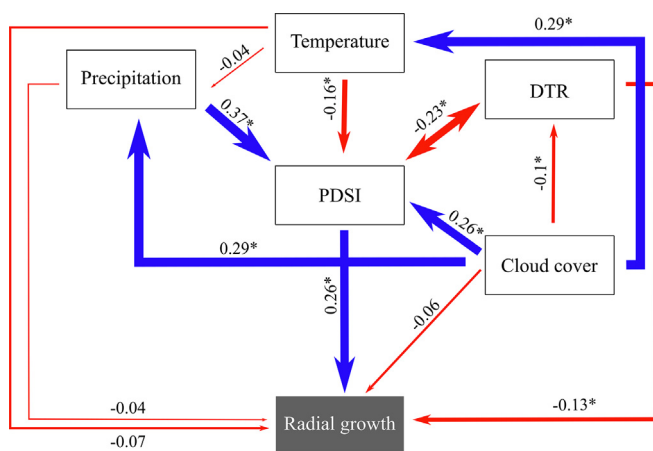 Temperature
0.29*
-0.04
Precipitation
DTR
0.37*
-0.16*
-0.23*
-0.1*
PDSI
0.26*
0.29*
Cloud cover
0.26*
-0.06
-0.04
-0.13*
Radial growth
-0.07